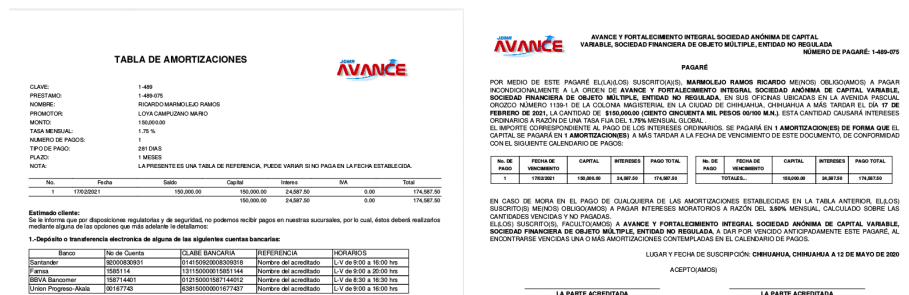 TABLA DE AMORTIZACIONES
JDMR
AVANCE
CLAVE: 1-489
PRESTAMO: 1-489-075
NOMBRE: RICARDO MARMOLEJO RAMOS
PROMOTOR: LOYA CAMPUZANO MARIO
MONTO: 150,000.00
TASA MENSUAL: 1.75 %
NUMERO DE PAGOS: 1
TIPO DE PAGO: 281 DIAS
PLAZO: 1 MESES
NOTA: LA PRESENTE ES UNA TABLA DE REFERENCIA, PUEDE VARIAR SI NO PAGA EN LA FECHA ESTABLECIDA.
No. Fecha Saldo Capital Interes IVA Total
1 17/02/2021 150,000.00 150,000.00 24,587.50 0.00 174,587.50
150,000.00 24,587.50 0.00 174,587.50
Estimado cliente:
Se le informa que por disposiciones regulatorias y de seguridad, no podemos recibir pagos en nuestras sucursales, por lo cual, éstos deberá realizarlos
mediante alguna de las opciones que más adelante le detallamos:
1.-Depósito o transferencia electronica de alguna de las siguientes cuentas bancarias:
Banco No de Cuenta CLABE BANCARIA REFERENCIA HORARIOS
Santander 92000830931 014150920008309318 Nombre del acreditado L-V de 9:00 a 16:00 hrs
Famsa 1585114 131150000015851144 Nombre del acreditado L-V de 9:00 a 20:00 hrs
BBVA Bancomer 158714401 012150001587144012 Nombre del acreditado L-V de 8:30 a 16:30 hrs
Union Progreso-Akala 00167743 638150000001677437 Nombre del acreditado L-V de 9:00 a 16:00 hrs
JDMR
AVANCE
AVANCE Y FORTALECIMIENTO INTEGRAL SOCIEDAD ANÓNIMA DE CAPITAL
VARIABLE, SOCIEDAD FINANCIERA DE OBJETO MÚLTIPLE, ENTIDAD NO REGULADA
NÚMERO DE PAGARÉ: 1-489-075
PAGARÉ
POR MEDIO DE ESTE PAGARÉ EL(LA)(LOS) SUSCRITO(A)(S), MARMOLEJO RAMOS RICARDO ME(NOS) OBLIGO(AMOS) A PAGAR
INCONDICIONALMENTE A LA ORDEN DE AVANCE Y FORTALECIMIENTO INTEGRAL SOCIEDAD ANÓNIMA DE CAPITAL VARIABLE,
SOCIEDAD FINANCIERA DE OBJETO MÚLTIPLE, ENTIDAD NO REGULADA, EN SUS OFICINAS UBICADAS EN LA AVENIDA PASCUAL
OROZCO NÚMERO 1139-1 DE LA COLONIA MAGISTERIAL EN LA CIUDAD DE CHIHUAHUA, CHIHUAHUA A MÁS TARDAR EL DÍA 17 DE
FEBRERO DE 2021, LA CANTIDAD DE $150,000.00 (CIENTO CINCUENTA MIL PESOS 00/100 M.N.). ESTA CANTIDAD CAUSARÁ INTERESES
ORDINARIOS A RAZÓN DE UNA TASA FIJA DEL 1.75% MENSUAL GLOBAL .
EL IMPORTE CORRESPONDIENTE AL PAGO DE LOS INTERESES ORDINARIOS. SE PAGARÁ EN 1 AMORTIZACION(ES) DE FORMA QUE EL
CAPITAL SE PAGARÁ EN 1 AMORTIZACION(ES) A MÁS TARDAR A LA FECHA DE VENCIMIENTO DE ESTE DOCUMENTO, DE CONFORMIDAD
CON EL SIGUIENTE CALENDARIO DE PAGOS:
No. DE PAGO FECHA DE VENCIMIENTO CAPITAL INTERESES PAGO TOTAL
1 17/02/2021 150,000.00 24,587.50 174,587.50
No. DE PAGO FECHA DE VENCIMIENTO CAPITAL INTERESES PAGO TOTAL
TOTALES... 150,000.00 24,587.50 174,587.50
EN CASO DE MORA EN EL PAGO DE CUALQUIERA DE LAS AMORTIZACIONES ESTABLECIDAS EN LA TABLA ANTERIOR, EL(LOS)
SUSCRITO(S) ME(NOS) OBLIGO(AMOS) A PAGAR INTERESES MORATORIOS A RAZÓN DEL 3.50% MENSUAL, CALCULADO SOBRE LAS
CANTIDADES VENCIDAS Y NO PAGADAS.
EL(LOS) SUSCRITO(S), FACULTO(AMOS) A AVANCE Y FORTALECIMIENTO INTEGRAL SOCIEDAD ANÓNIMA DE CAPITAL VARIABLE,
SOCIEDAD FINANCIERA DE OBJETO MÚLTIPLE, ENTIDAD NO REGULADA, A DAR POR VENCIDO ANTICIPADAMENTE ESTE PAGARÉ, AL
ENCONTRARSE VENCIDAS UNA O MÁS AMORTIZACIONES CONTEMPLADAS EN EL CALENDARIO DE PAGOS.
LUGAR Y FECHA DE SUSCRIPCIÓN: CHIHUAHUA, CHIHUAHUA A 12 DE MAYO DE 2020
ACEPTO(AMOS)
LA PARTE ACREDITADA LA PARTE ACREDITADA